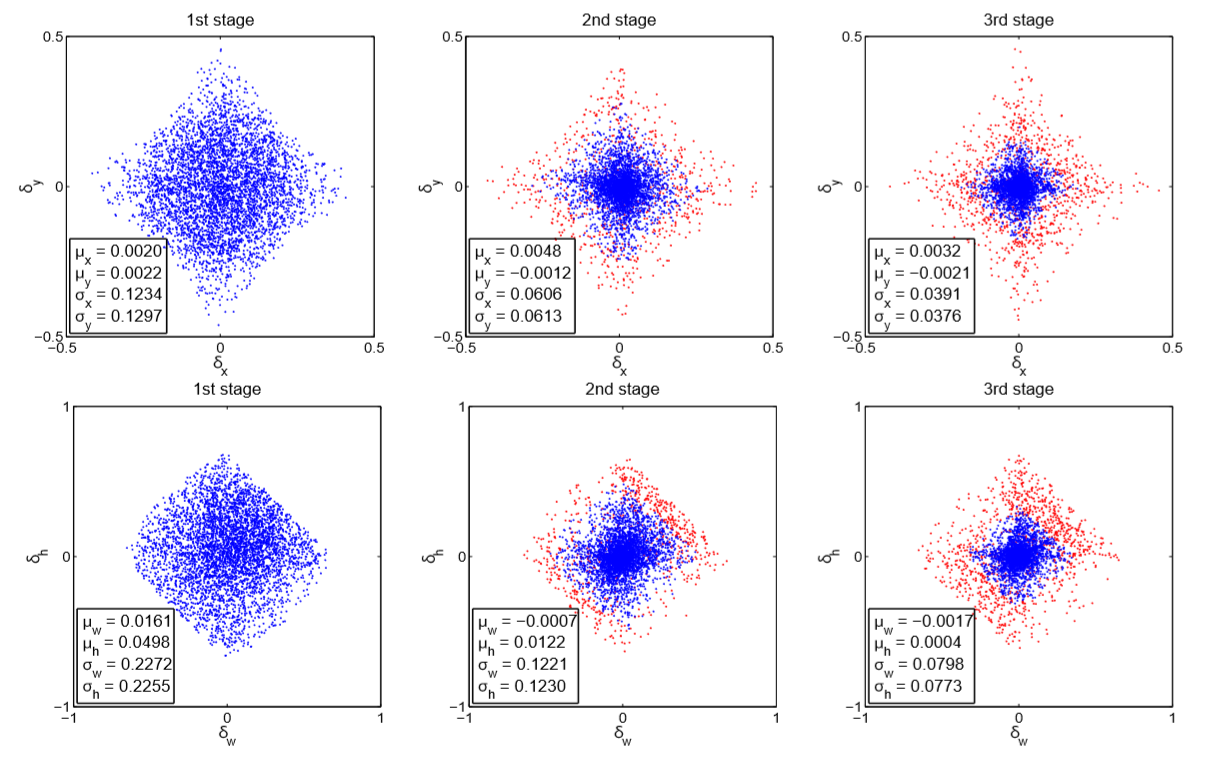 1st stage
2nd stage
3rd stage
0.5
0
−0.5
δy
μx = 0.0020
μy = 0.0022
σx = 0.1234
σy = 0.1297
−0.5
0
0.5
δx
0.5
0
−0.5
δy
μx = 0.0048
μy = −0.0012
σx = 0.0606
σy = 0.0613
−0.5
0
0.5
δx
0.5
0
−0.5
δy
μx = 0.0032
μy = −0.0021
σx = 0.0391
σy = 0.0376
−0.5
0
0.5
δx
1st stage
2nd stage
3rd stage
1
0
−1
δh
μw = 0.0161
μh = 0.0498
σw = 0.2272
σh = 0.2255
−1
0
1
δw
1
0
−1
δh
μw = −0.0007
μh = 0.0122
σw = 0.1221
σh = 0.1230
−1
0
1
δw
1
0
−1
δh
μw = −0.0017
μh = 0.0004
σw = 0.0798
σh = 0.0773
−1
0
1
δw